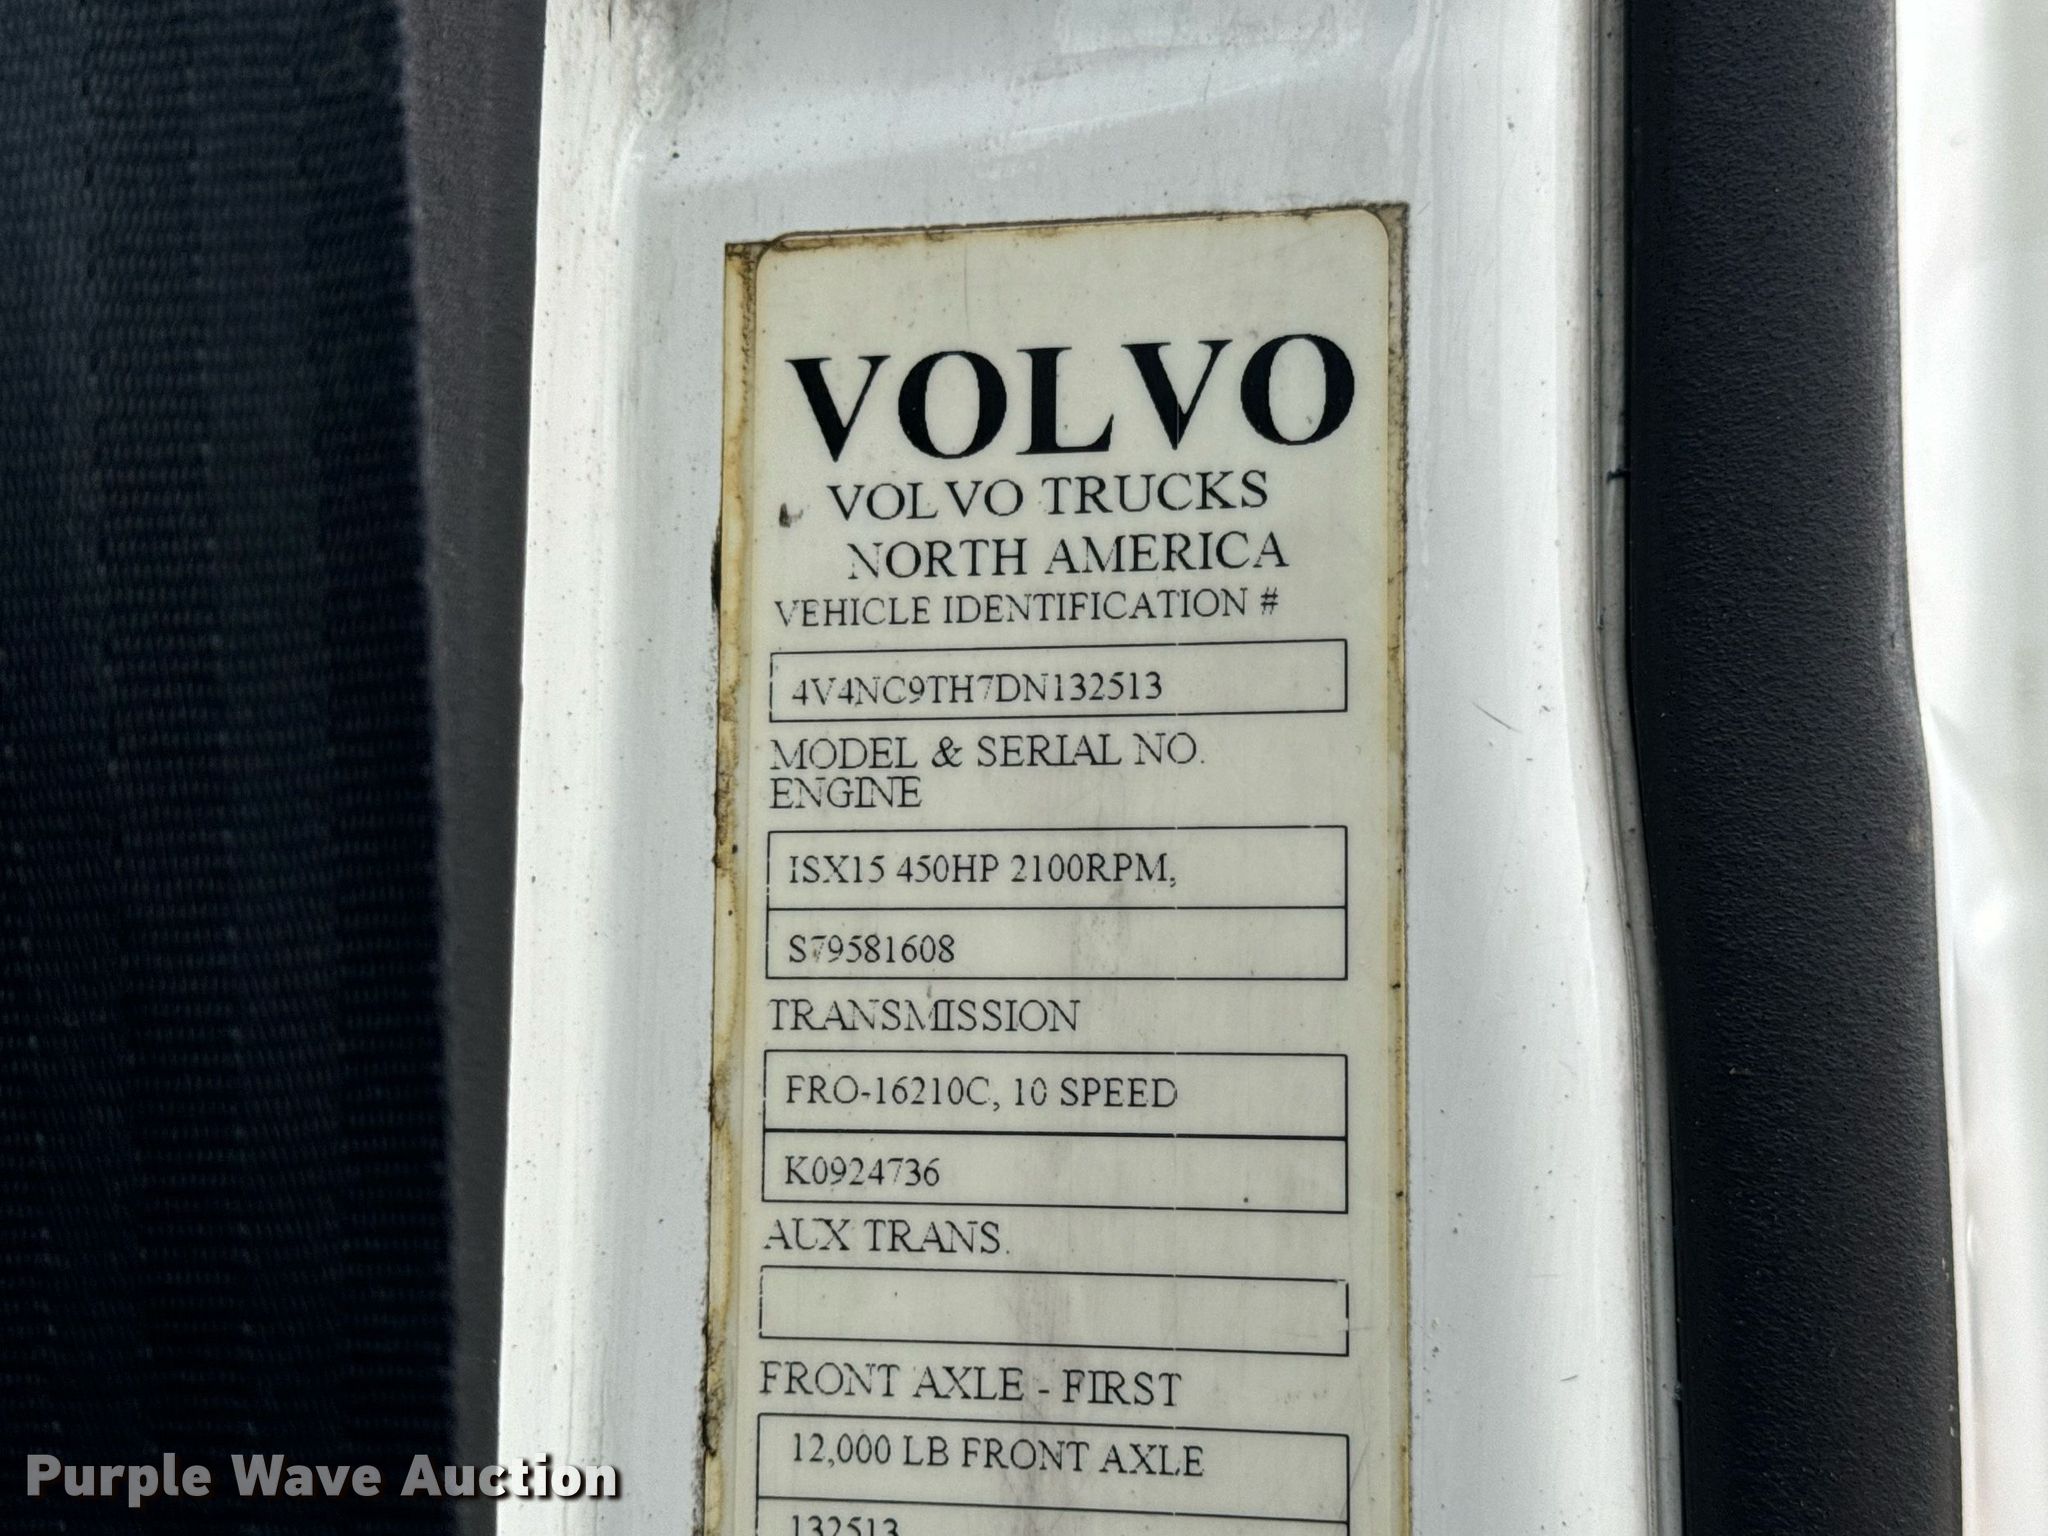 VOLVO
VOLVO TRUCKS
NORTH AMERICA
VEHICLE IDENTIFICATION #
4V4NC9TH7DN132513
MODEL & SERIAL NO.
ENGINE
ISX15 450HP 2100RPM,
S79581608
TRANSMISSION
FRO-16210C, 10 SPEED
K0924736
AUX TRANS.
FRONT AXLE - FIRST
12,000 LB FRONT AXLE
132513
Purple Wave Auction